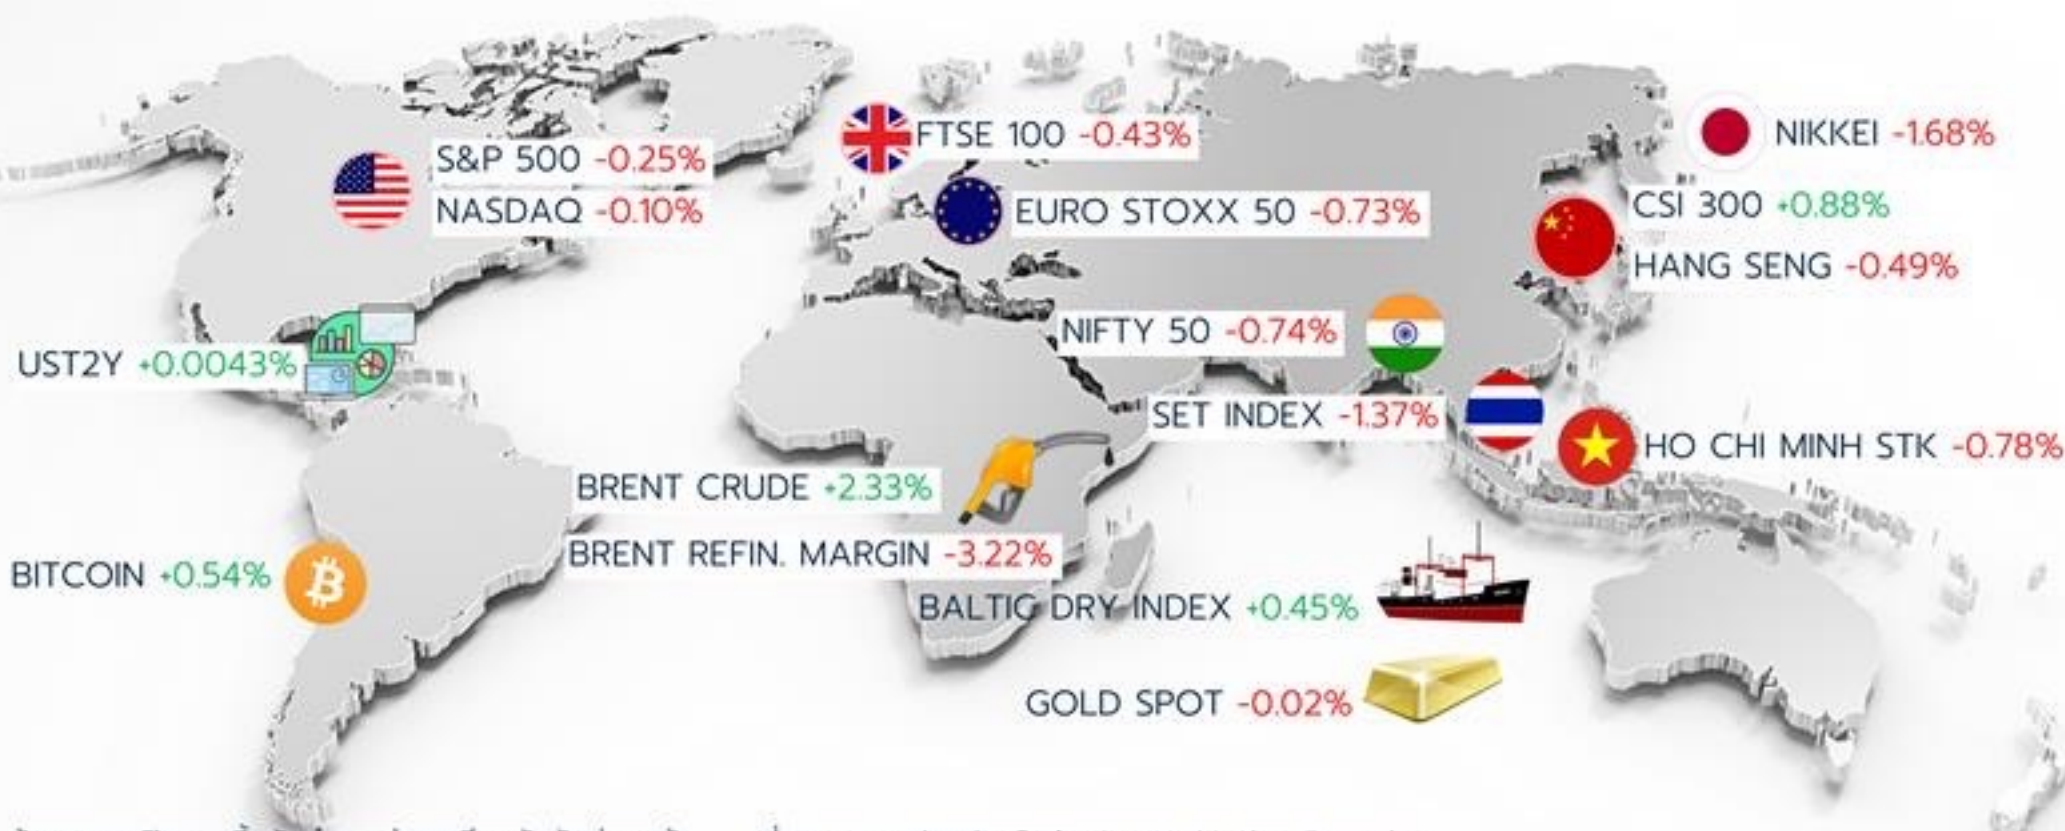 S&P 500 -0.25%
NASDAQ -0.10%
FTSE 100 -0.43%
EURO STOXX 50 -0.73%
NIKKEI -1.68%
CSI 300 +0.88%
HANG SENG -0.49%
NIFTY 50 -0.74%
UST2Y +0.0043%
SET INDEX -1.37%
HO CHI MINH STK -0.78%
BRENT CRUDE +2.33%
BRENT REFIN. MARGIN -3.22%
BITCOIN +0.54%
BALTIC DRY INDEX +0.45%
GOLD SPOT -0.02%